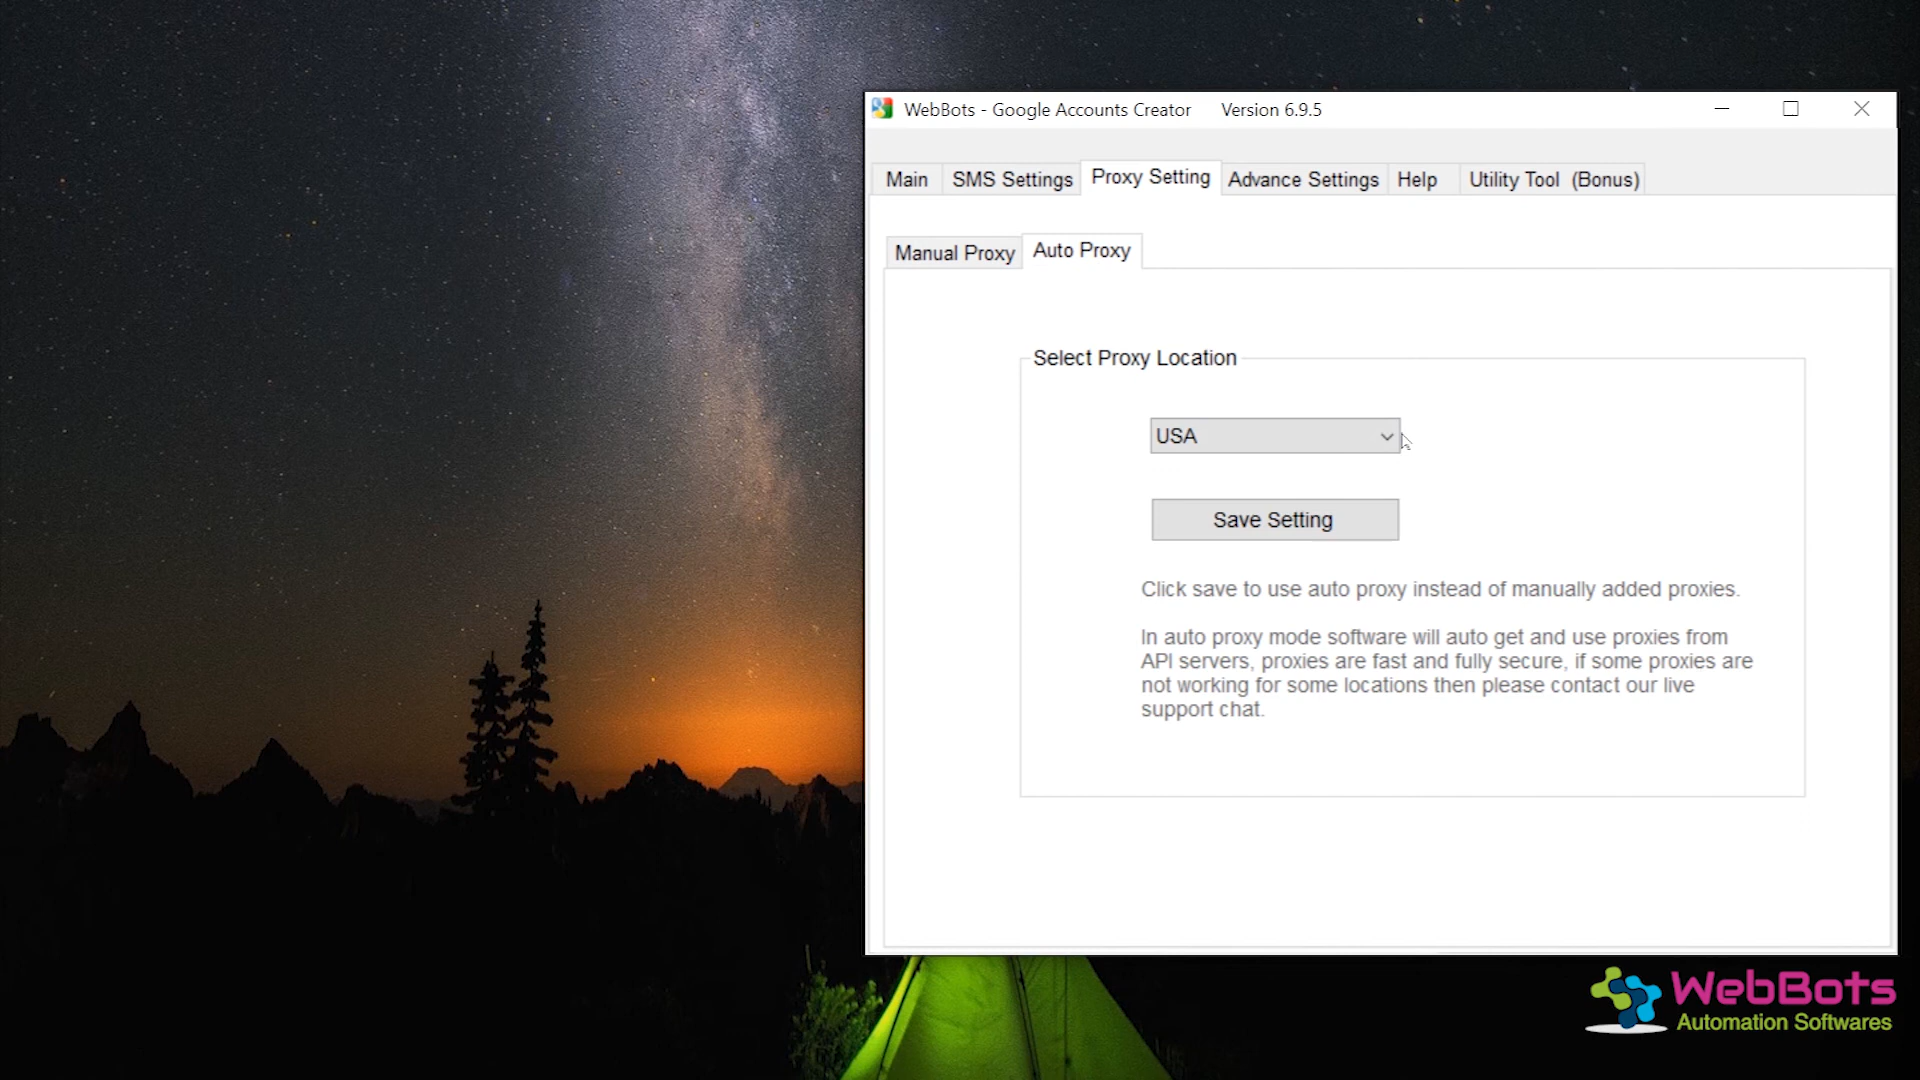 WebBots - Google Accounts Creator Version 6.9.5
Main SMS Settings Proxy Setting Advance Settings Help Utility Tool (Bonus)
Manual Proxy Auto Proxy
Select Proxy Location
USA
Save Setting
Click save to use auto proxy instead of manually added proxies.
In auto proxy mode software will auto get and use proxies from
API servers, proxies are fast and fully secure, if some proxies are
not working for some locations then please contact our live
support chat.
WebBots
Automation Softwares